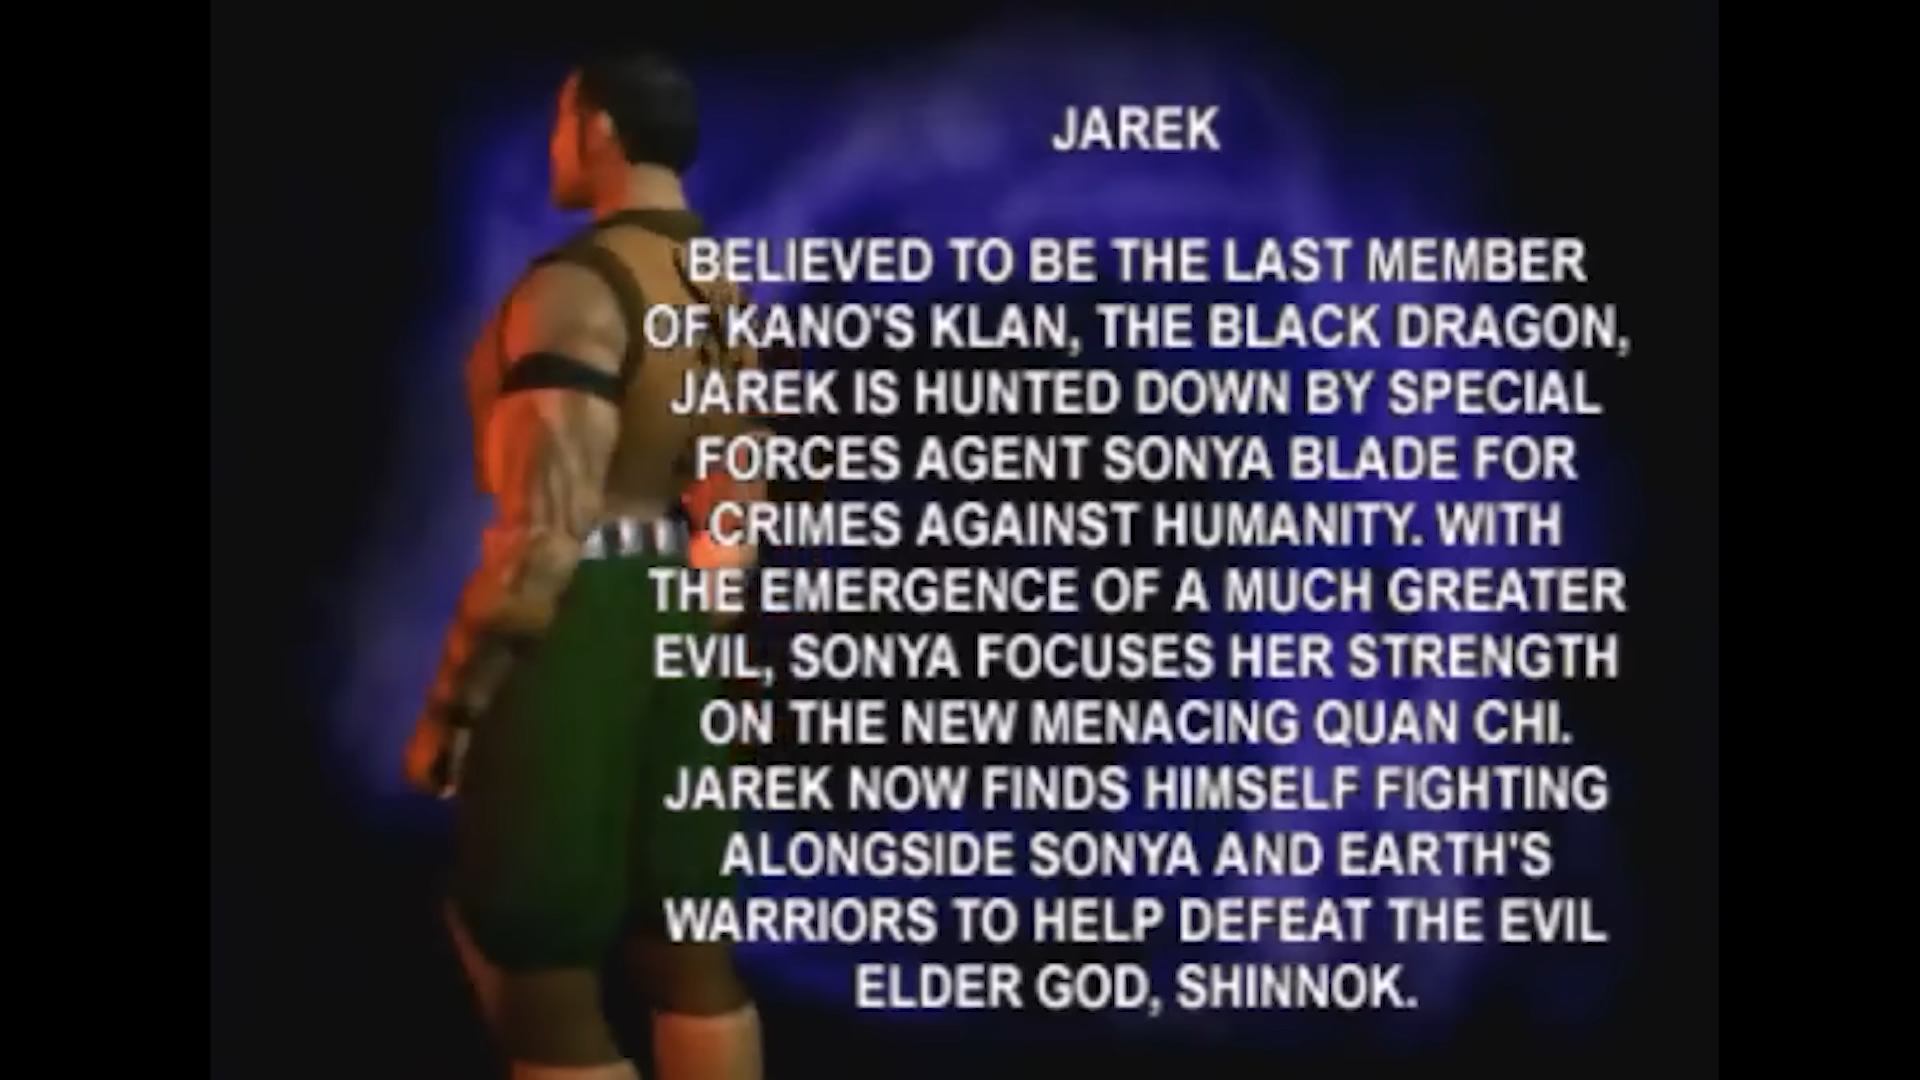 JAREK
BELIEVED TO BE THE LAST MEMBER
OF KANO'S KLAN, THE BLACK DRAGON,
JAREK IS HUNTED DOWN BY SPECIAL
FORCES AGENT SONYA BLADE FOR
CRIMES AGAINST HUMANITY. WITH
THE EMERGENCE OF A MUCH GREATER
EVIL, SONYA FOCUSES HER STRENGTH
ON THE NEW MENACING QUAN CHI.
JAREK NOW FINDS HIMSELF FIGHTING
ALONGSIDE SONYA AND EARTH'S
WARRIORS TO HELP DEFEAT THE EVIL
ELDER GOD, SHINNOK.